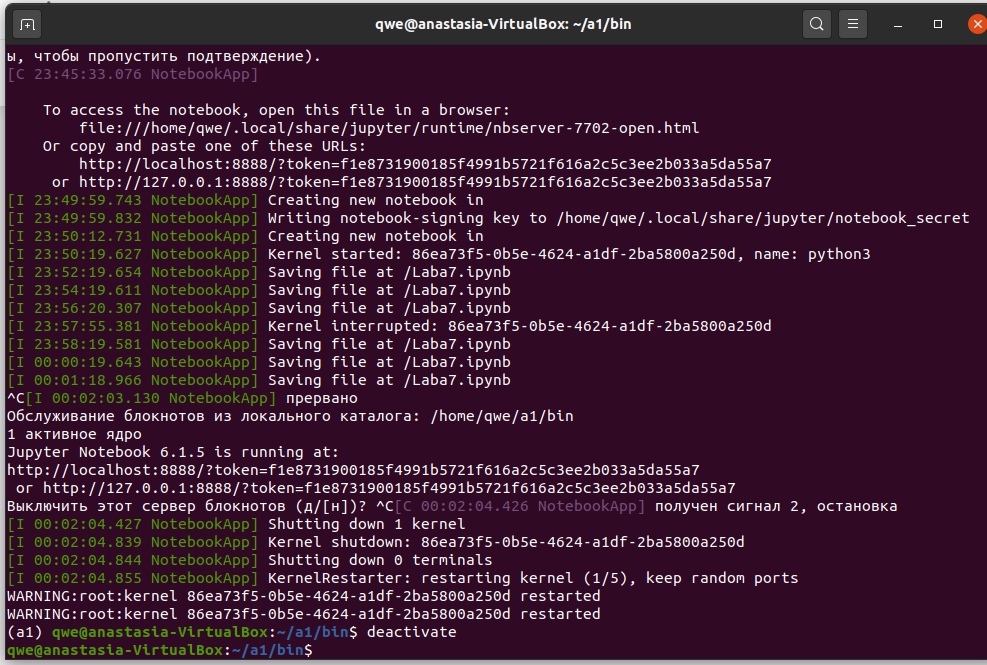 qwe@anastasia-VirtualBox: ~/a1/bin
ы, чтобы пропустить подтверждение).
[C 23:45:33.076 NotebookApp]
To access the notebook, open this file in a browser:
file:///home/qwe/.local/share/jupyter/runtime/nbserver-7702-open.html
Or copy and paste one of these URLs:
http://localhost:8888/?token=f1e8731900185f4991b5721f616a2c5c3ee2b033a5da55a7
or http://127.0.0.1:8888/?token=f1e8731900185f4991b5721f616a2c5c3ee2b033a5da55a7
[I 23:49:59.743 NotebookApp] Creating new notebook in
[I 23:49:59.832 NotebookApp] Writing notebook-signing key to /home/qwe/.local/share/jupyter/notebook_secret
[I 23:50:12.731 NotebookApp] Creating new notebook in
[I 23:50:19.627 NotebookApp] Kernel started: 86ea73f5-0b5e-4624-a1df-2ba5800a250d, name: python3
[I 23:52:19.654 NotebookApp] Saving file at /Laba7.ipynb
[I 23:54:19.611 NotebookApp] Saving file at /Laba7.ipynb
[I 23:56:20.307 NotebookApp] Saving file at /Laba7.ipynb
[I 23:57:55.381 NotebookApp] Kernel interrupted: 86ea73f5-0b5e-4624-a1df-2ba5800a250d
[I 23:58:19.581 NotebookApp] Saving file at /Laba7.ipynb
[I 00:00:19.643 NotebookApp] Saving file at /Laba7.ipynb
[I 00:01:18.966 NotebookApp] Saving file at /Laba7.ipynb
^C[I 00:02:03.130 NotebookApp] прервано
Обслуживание блокнотов из локального каталога: /home/qwe/a1/bin
1 активное ядро
Jupyter Notebook 6.1.5 is running at:
http://localhost:8888/?token=f1e8731900185f4991b5721f616a2c5c3ee2b033a5da55a7
or http://127.0.0.1:8888/?token=f1e8731900185f4991b5721f616a2c5c3ee2b033a5da55a7
Выключить этот сервер блокнотов (д/[н])? ^C[C 00:02:04.426 NotebookApp] получен сигнал 2, остановка
[I 00:02:04.427 NotebookApp] Shutting down 1 kernel
[I 00:02:04.839 NotebookApp] Kernel shutdown: 86ea73f5-0b5e-4624-a1df-2ba5800a250d
[I 00:02:04.844 NotebookApp] Shutting down 0 terminals
[I 00:02:04.855 NotebookApp] KernelRestarter: restarting kernel (1/5), keep random ports
WARNING:root:kernel 86ea73f5-0b5e-4624-a1df-2ba5800a250d restarted
WARNING:root:kernel 86ea73f5-0b5e-4624-a1df-2ba5800a250d restarted
(a1) qwe@anastasia-VirtualBox:~/a1/bin$ deactivate
qwe@anastasia-VirtualBox:~/a1/bin$